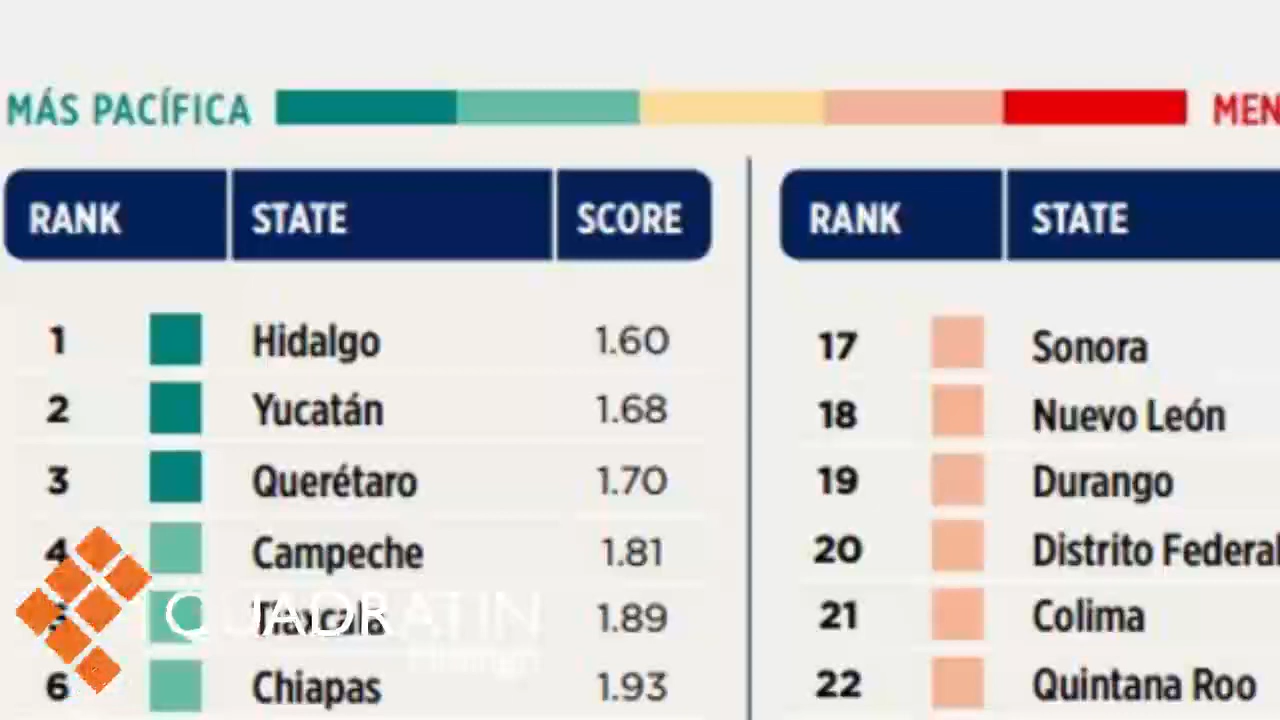 MÁS PACÍFICA MEN
RANK STATE SCORE
1 Hidalgo 1.60
2 Yucatán 1.68
3 Querétaro 1.70
4 Campeche 1.81
Tlaxcala 1.89
6 Chiapas 1.93
RANK STATE
17 Sonora
18 Nuevo León
19 Durango
20 Distrito Federal
21 Colima
22 Quintana Roo
QUADRATIN